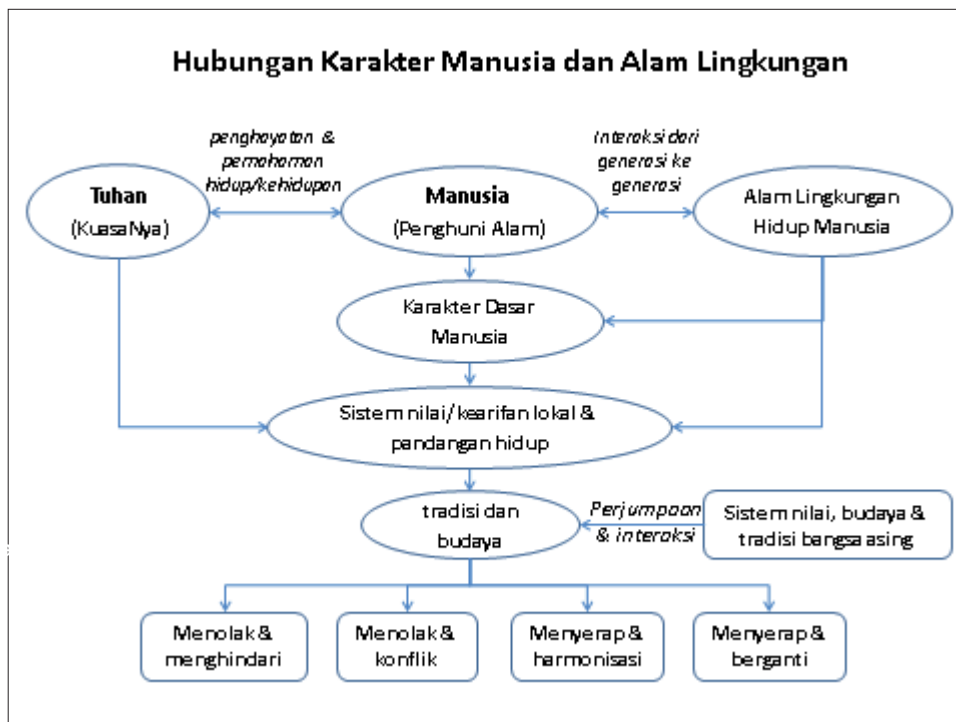 Hubungan Karakter Manusia dan Alam Lingkungan
penghayatan &
pemahaman
hidup/kehidupan
Interaksi dari
generasi ke
generasi
Tuhan
(KuasaNya)
Manusia
(Penghuni Alam)
Alam Lingkungan
Hidup Manusia
Karakter Dasar
Manusia
Sistem nilai/kearifan lokal &
pandangan hidup
tradisi dan
budaya
Perjumpaan
& interaksi
Sistem nilai, budaya &
tradisi bangsa asing
Menolak &
menghindari
Menolak &
konflik
Menyerap &
harmonisasi
Menyerap &
berganti